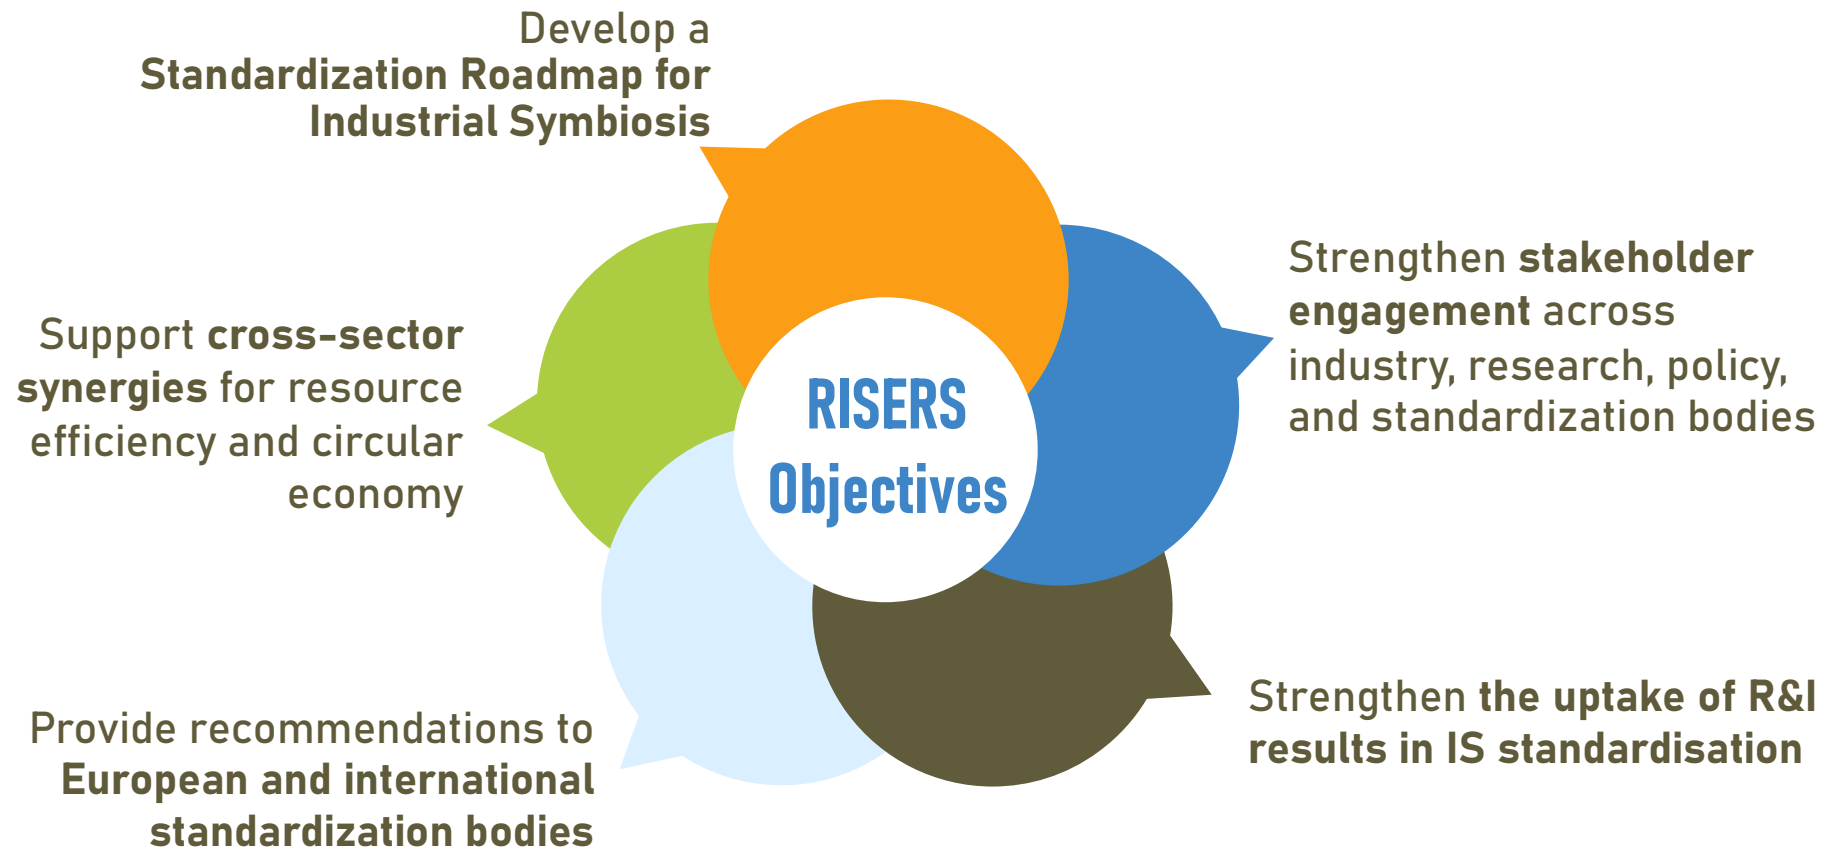 Develop a
Standardization Roadmap for
Industrial Symbiosis
Strengthen stakeholder
engagement across
industry, research, policy,
and standardization bodies
Support cross-sector
synergies for resource
efficiency and circular
economy
RISERS
Objectives
Strengthen the uptake of R&I
results in IS standardisation
Provide recommendations to
European and international
standardization bodies